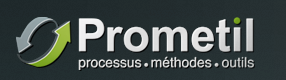 Prometil
processus • méthodes • outils